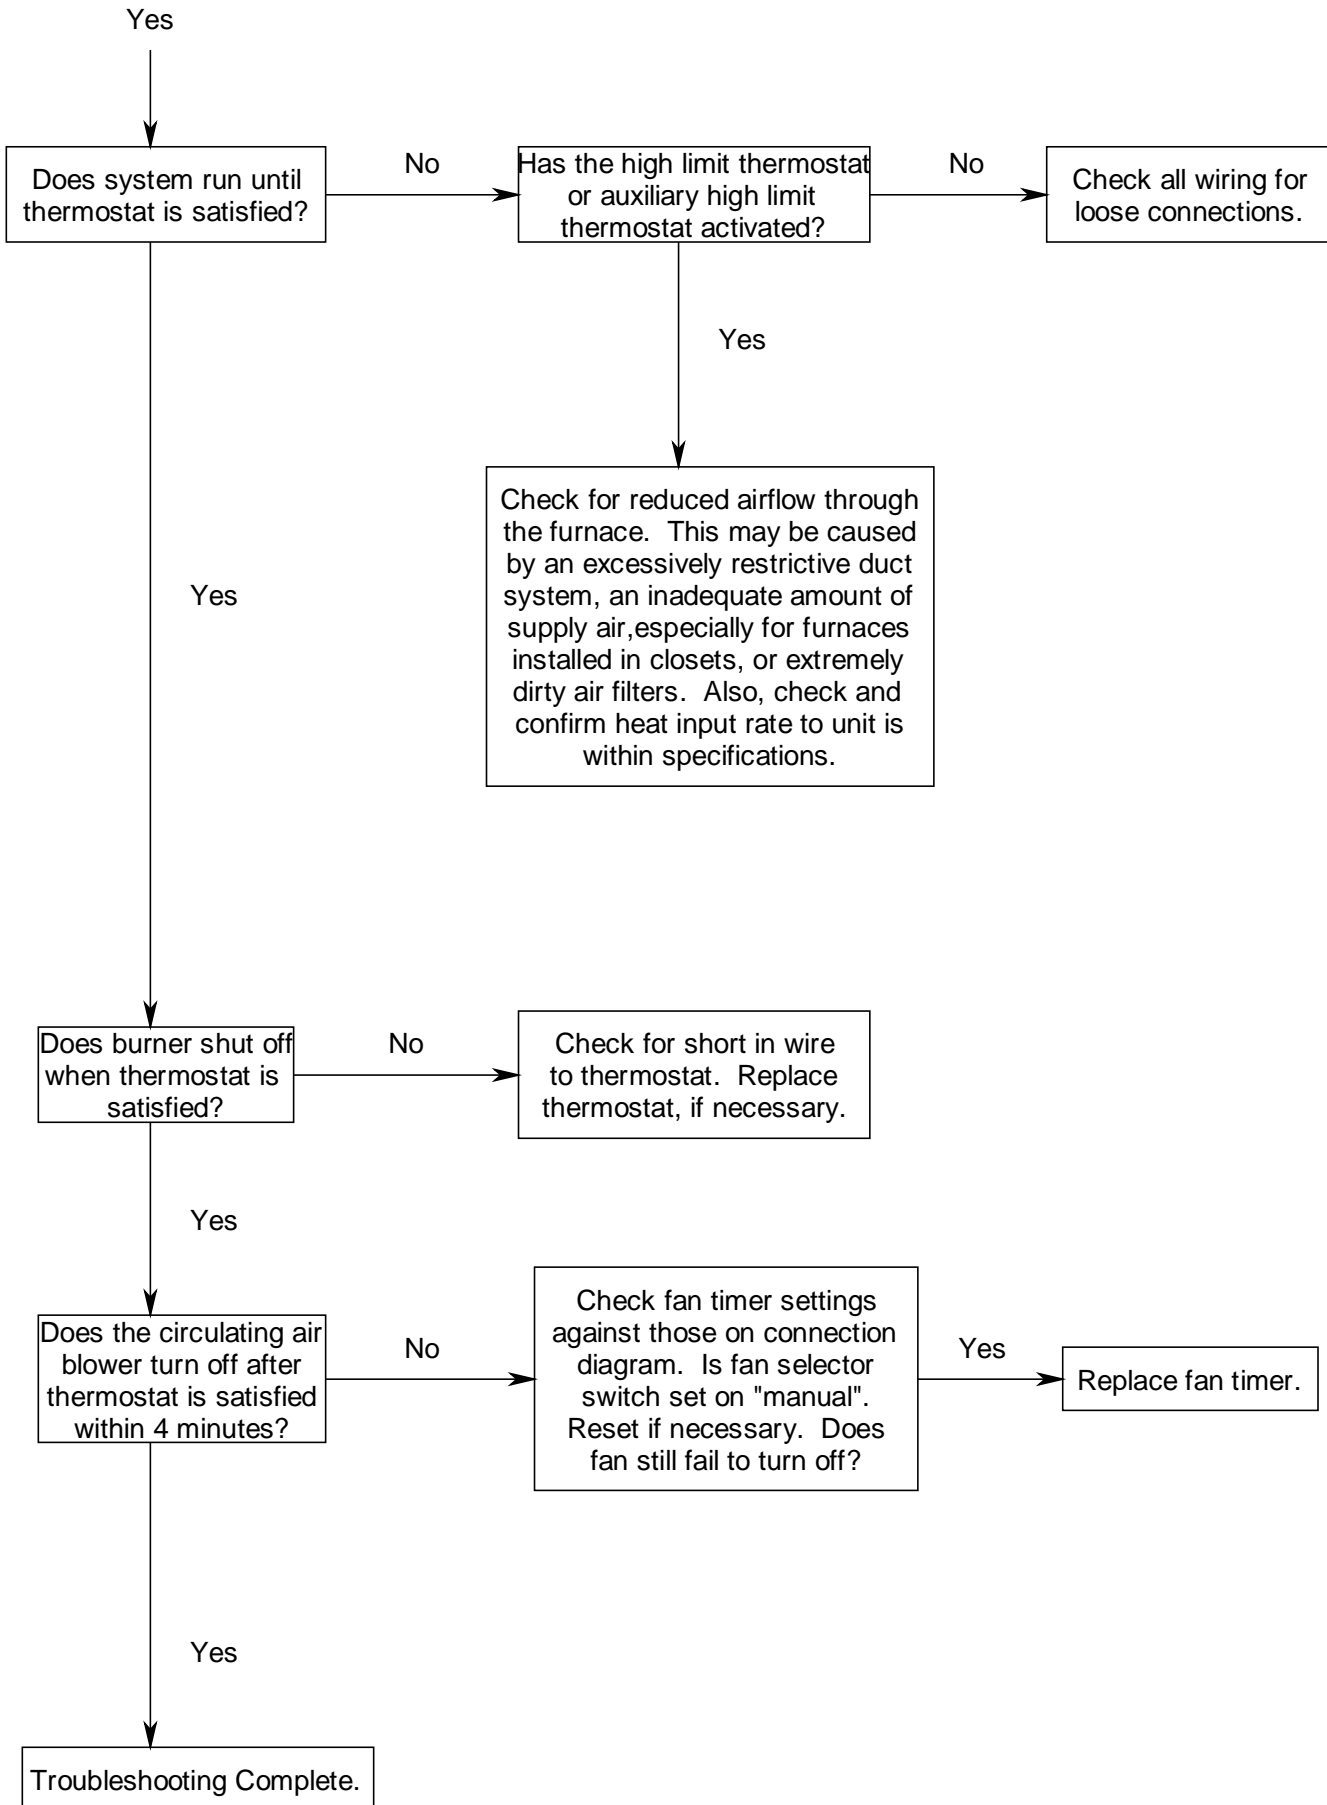 Yes
Does system run until
thermostat is satisfied?
No
Has the high limit thermostat
or auxiliary high limit
thermostat activated?
No
Check all wiring for
loose connections.
Yes
Check for reduced airflow through
the furnace.  This may be caused
by an excessively restrictive duct
system, an inadequate amount of
supply air,especially for furnaces
installed in closets, or extremely
dirty air filters.  Also, check and
confirm heat input rate to unit is
within specifications.
Yes
Does burner shut off
when thermostat is
satisfied?
No
Check for short in wire
to thermostat.  Replace
thermostat, if necessary.
Yes
Does the circulating air
blower turn off after
thermostat is satisfied
within 4 minutes?
No
Check fan timer settings
against those on connection
diagram.  Is fan selector
switch set on "manual".
Reset if necessary.  Does
fan still fail to turn off?
Yes
Replace fan timer.
Yes
Troubleshooting Complete.